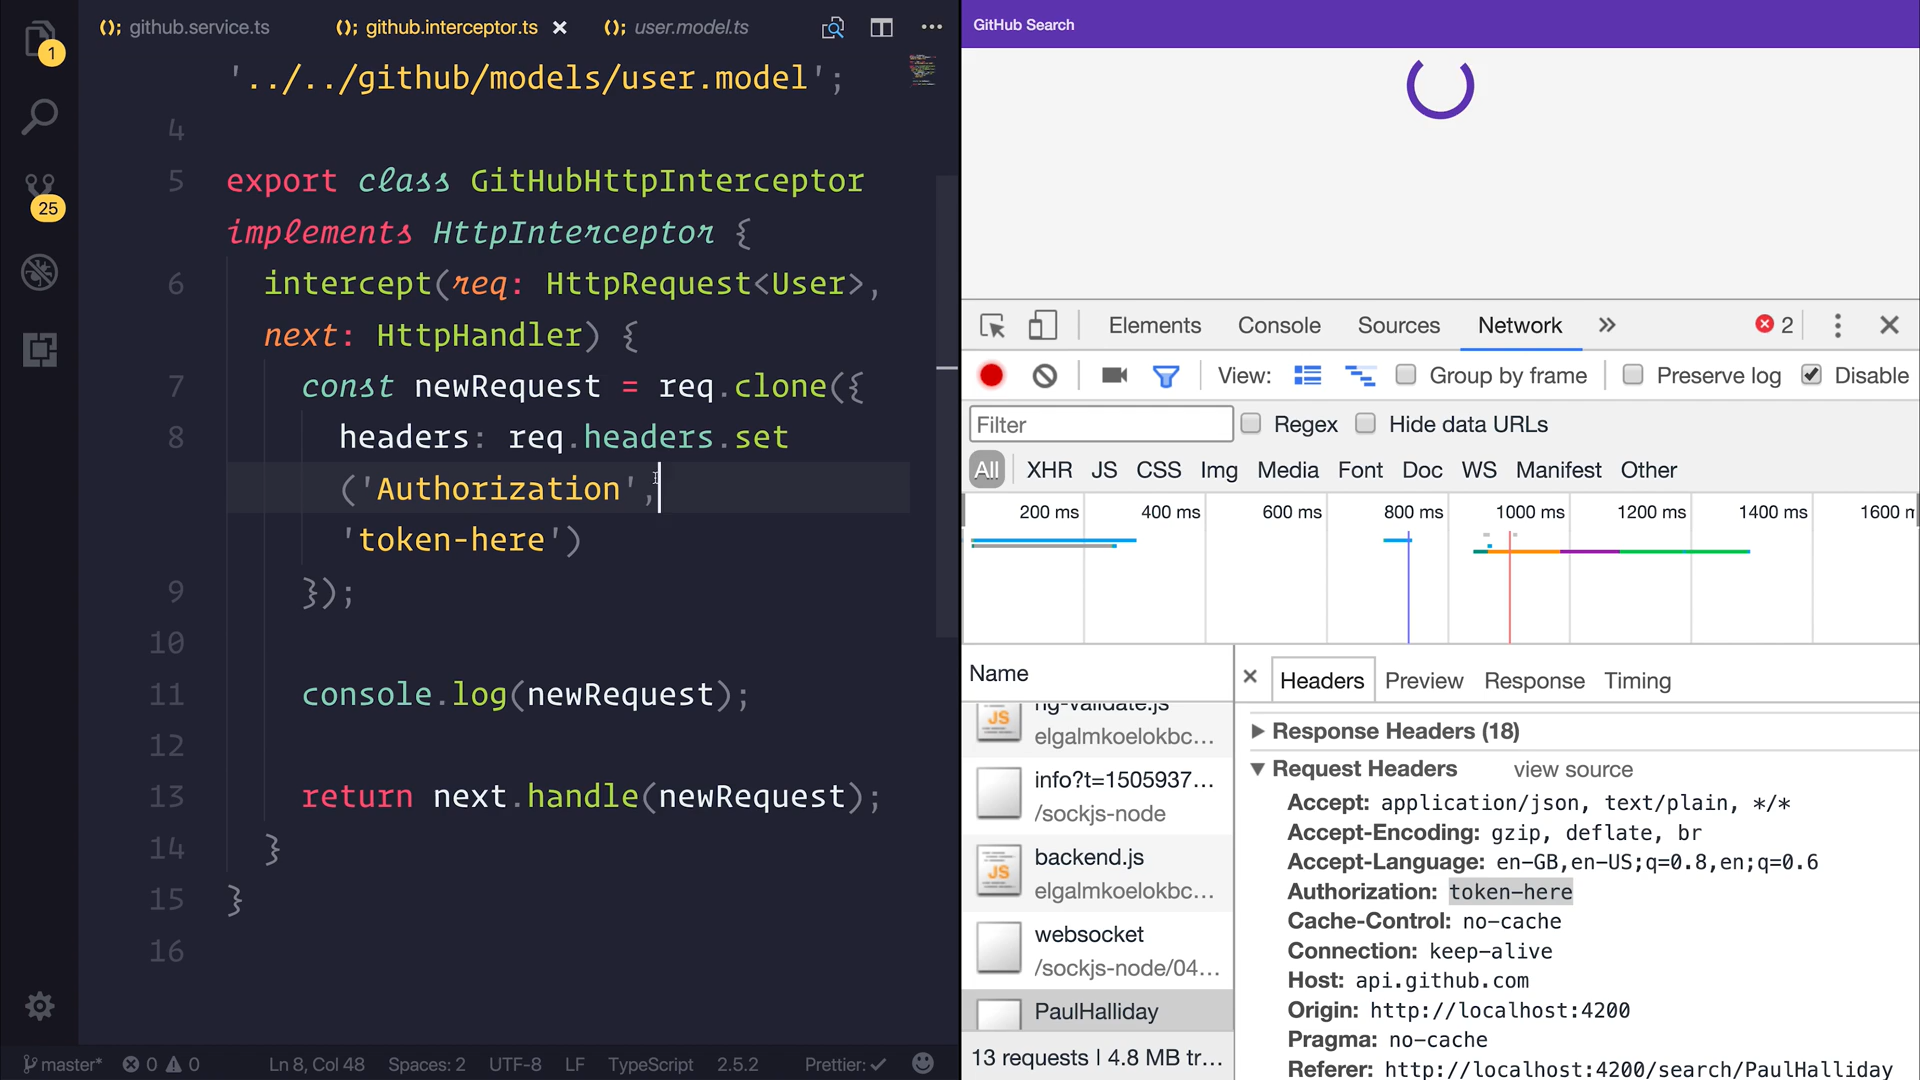 1
25
(); github.service.ts
(); github.interceptor.ts
(); user.model.ts
'../../github/models/user.model';
4
5 export class GitHubHttpInterceptor
implements HttpInterceptor {
6 intercept(req: HttpRequest<User>,
next: HttpHandler) {
7 const newRequest = req.clone({
8 headers: req.headers.set
('Authorization',
'token-here')
9 });
10
11 console.log(newRequest);
12
13 return next.handle(newRequest);
14 }
15 }
16
master* 0 0 Ln 8, Col 48 Spaces: 2 UTF-8 LF TypeScript 2.5.2 Prettier: ✓
GitHub Search
Elements Console Sources Network » 2
View: Group by frame Preserve log Disable
Filter Regex Hide data URLs
All XHR JS CSS Img Media Font Doc WS Manifest Other
200 ms 400 ms 600 ms 800 ms 1000 ms 1200 ms 1400 ms 1600 m
Name
JS ng-validate.js
elgalmkoelokbc...
info?t=1505937...
/sockjs-node
JS backend.js
elgalmkoelokbc...
websocket
/sockjs-node/04...
PaulHalliday
13 requests | 4.8 MB tr...
Headers Preview Response Timing
Response Headers (18)
Request Headers view source
Accept: application/json, text/plain, */*
Accept-Encoding: gzip, deflate, br
Accept-Language: en-GB,en-US;q=0.8,en;q=0.6
Authorization: token-here
Cache-Control: no-cache
Connection: keep-alive
Host: api.github.com
Origin: http://localhost:4200
Pragma: no-cache
Referer: http://localhost:4200/search/PaulHalliday